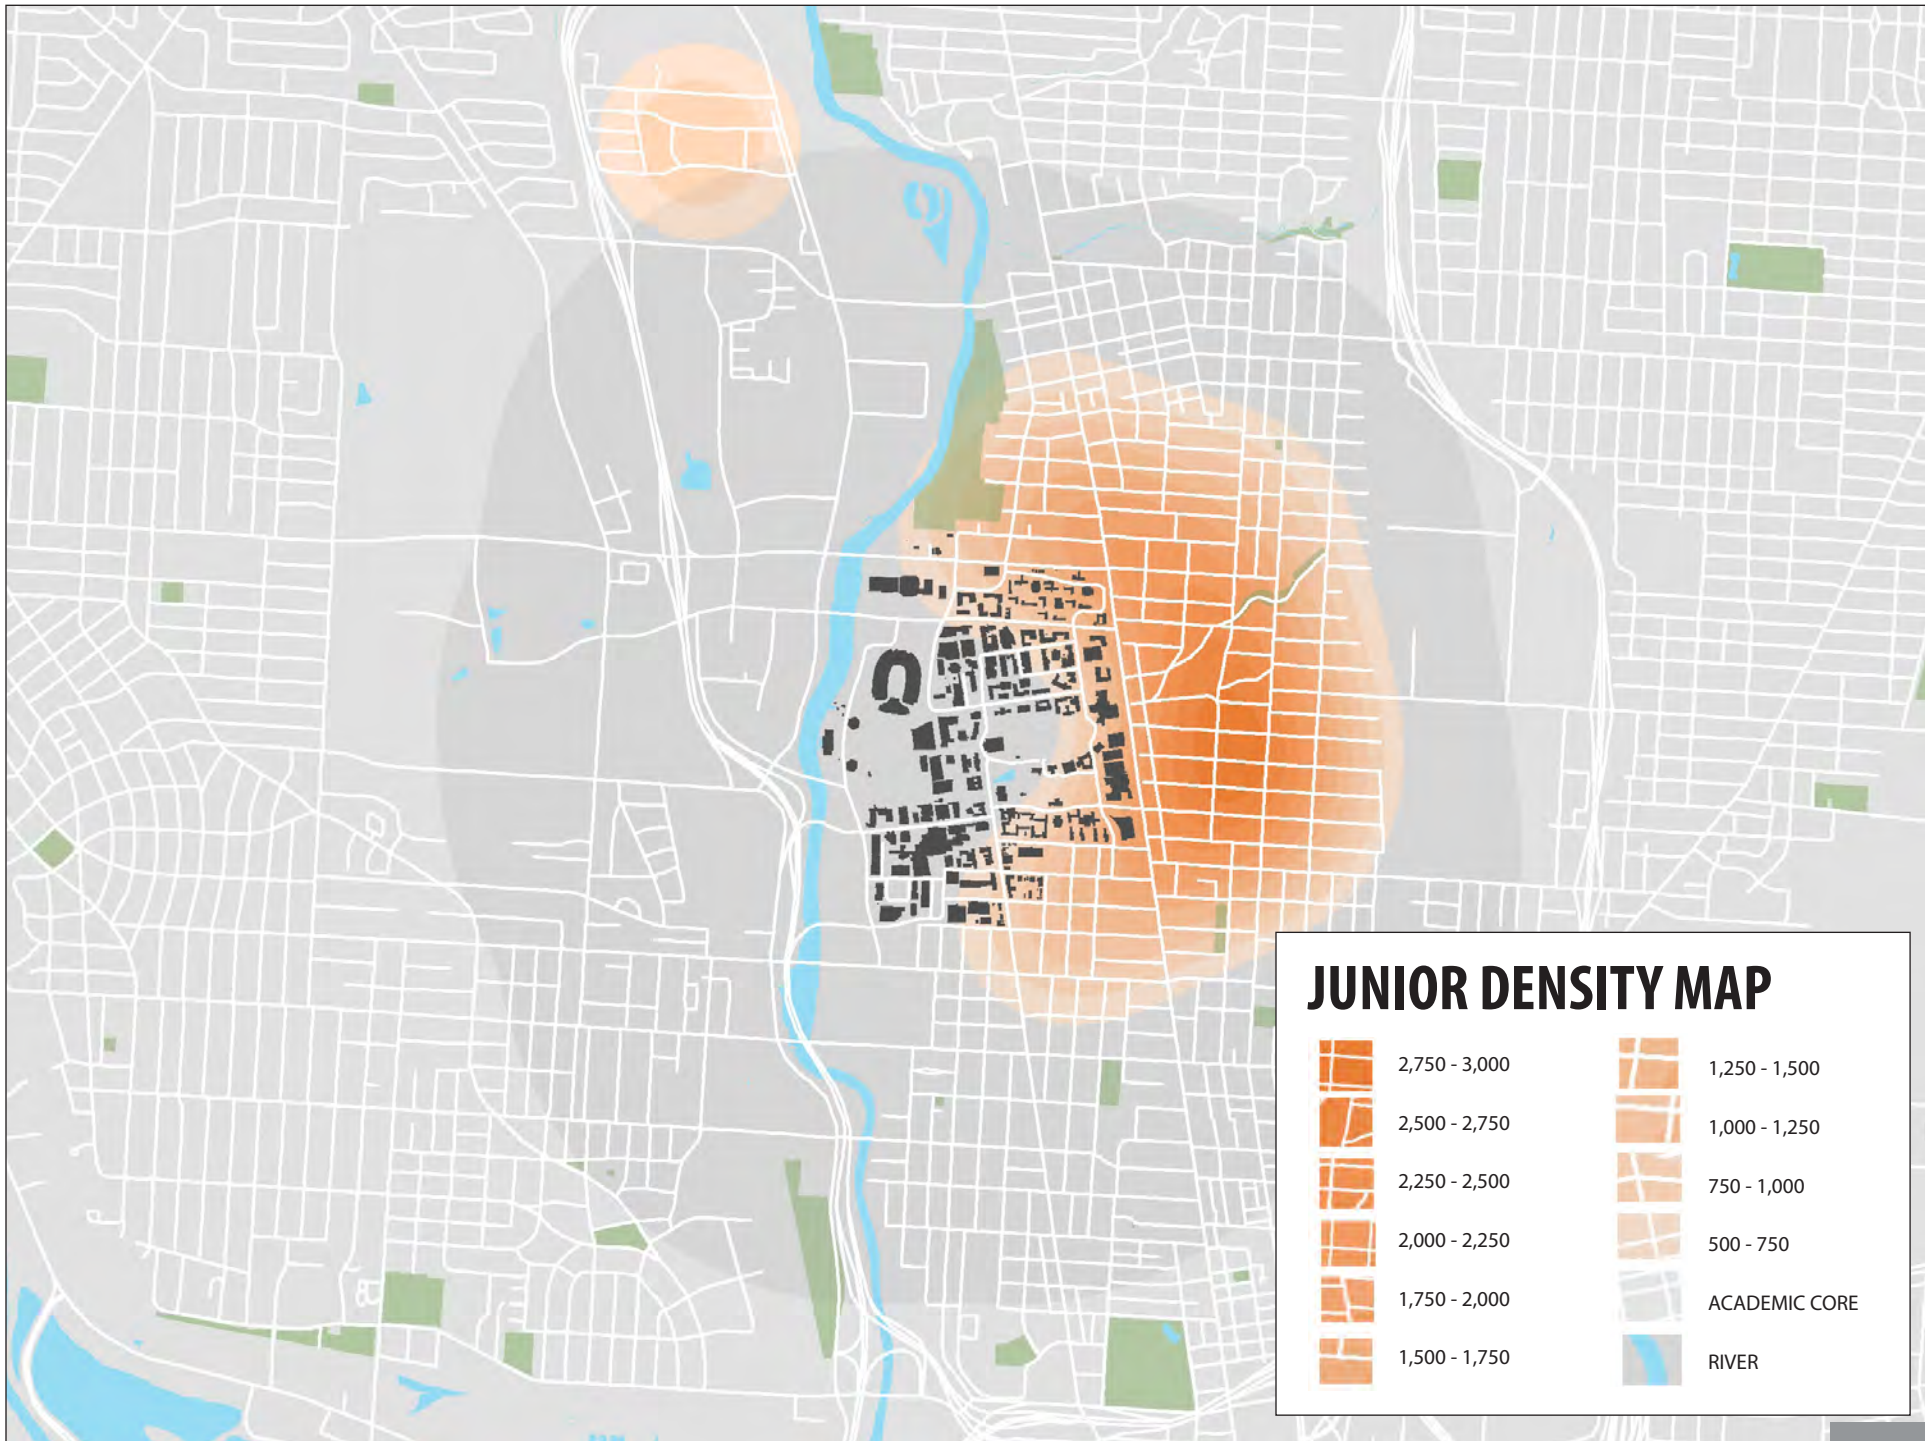 JUNIOR DENSITY MAP
2,750 - 3,000
2,500 - 2,750
2,250 - 2,500
2,000 - 2,250
1,750 - 2,000
1,500 - 1,750
1,250 - 1,500
1,000 - 1,250
750 - 1,000
500 - 750
ACADEMIC CORE
RIVER